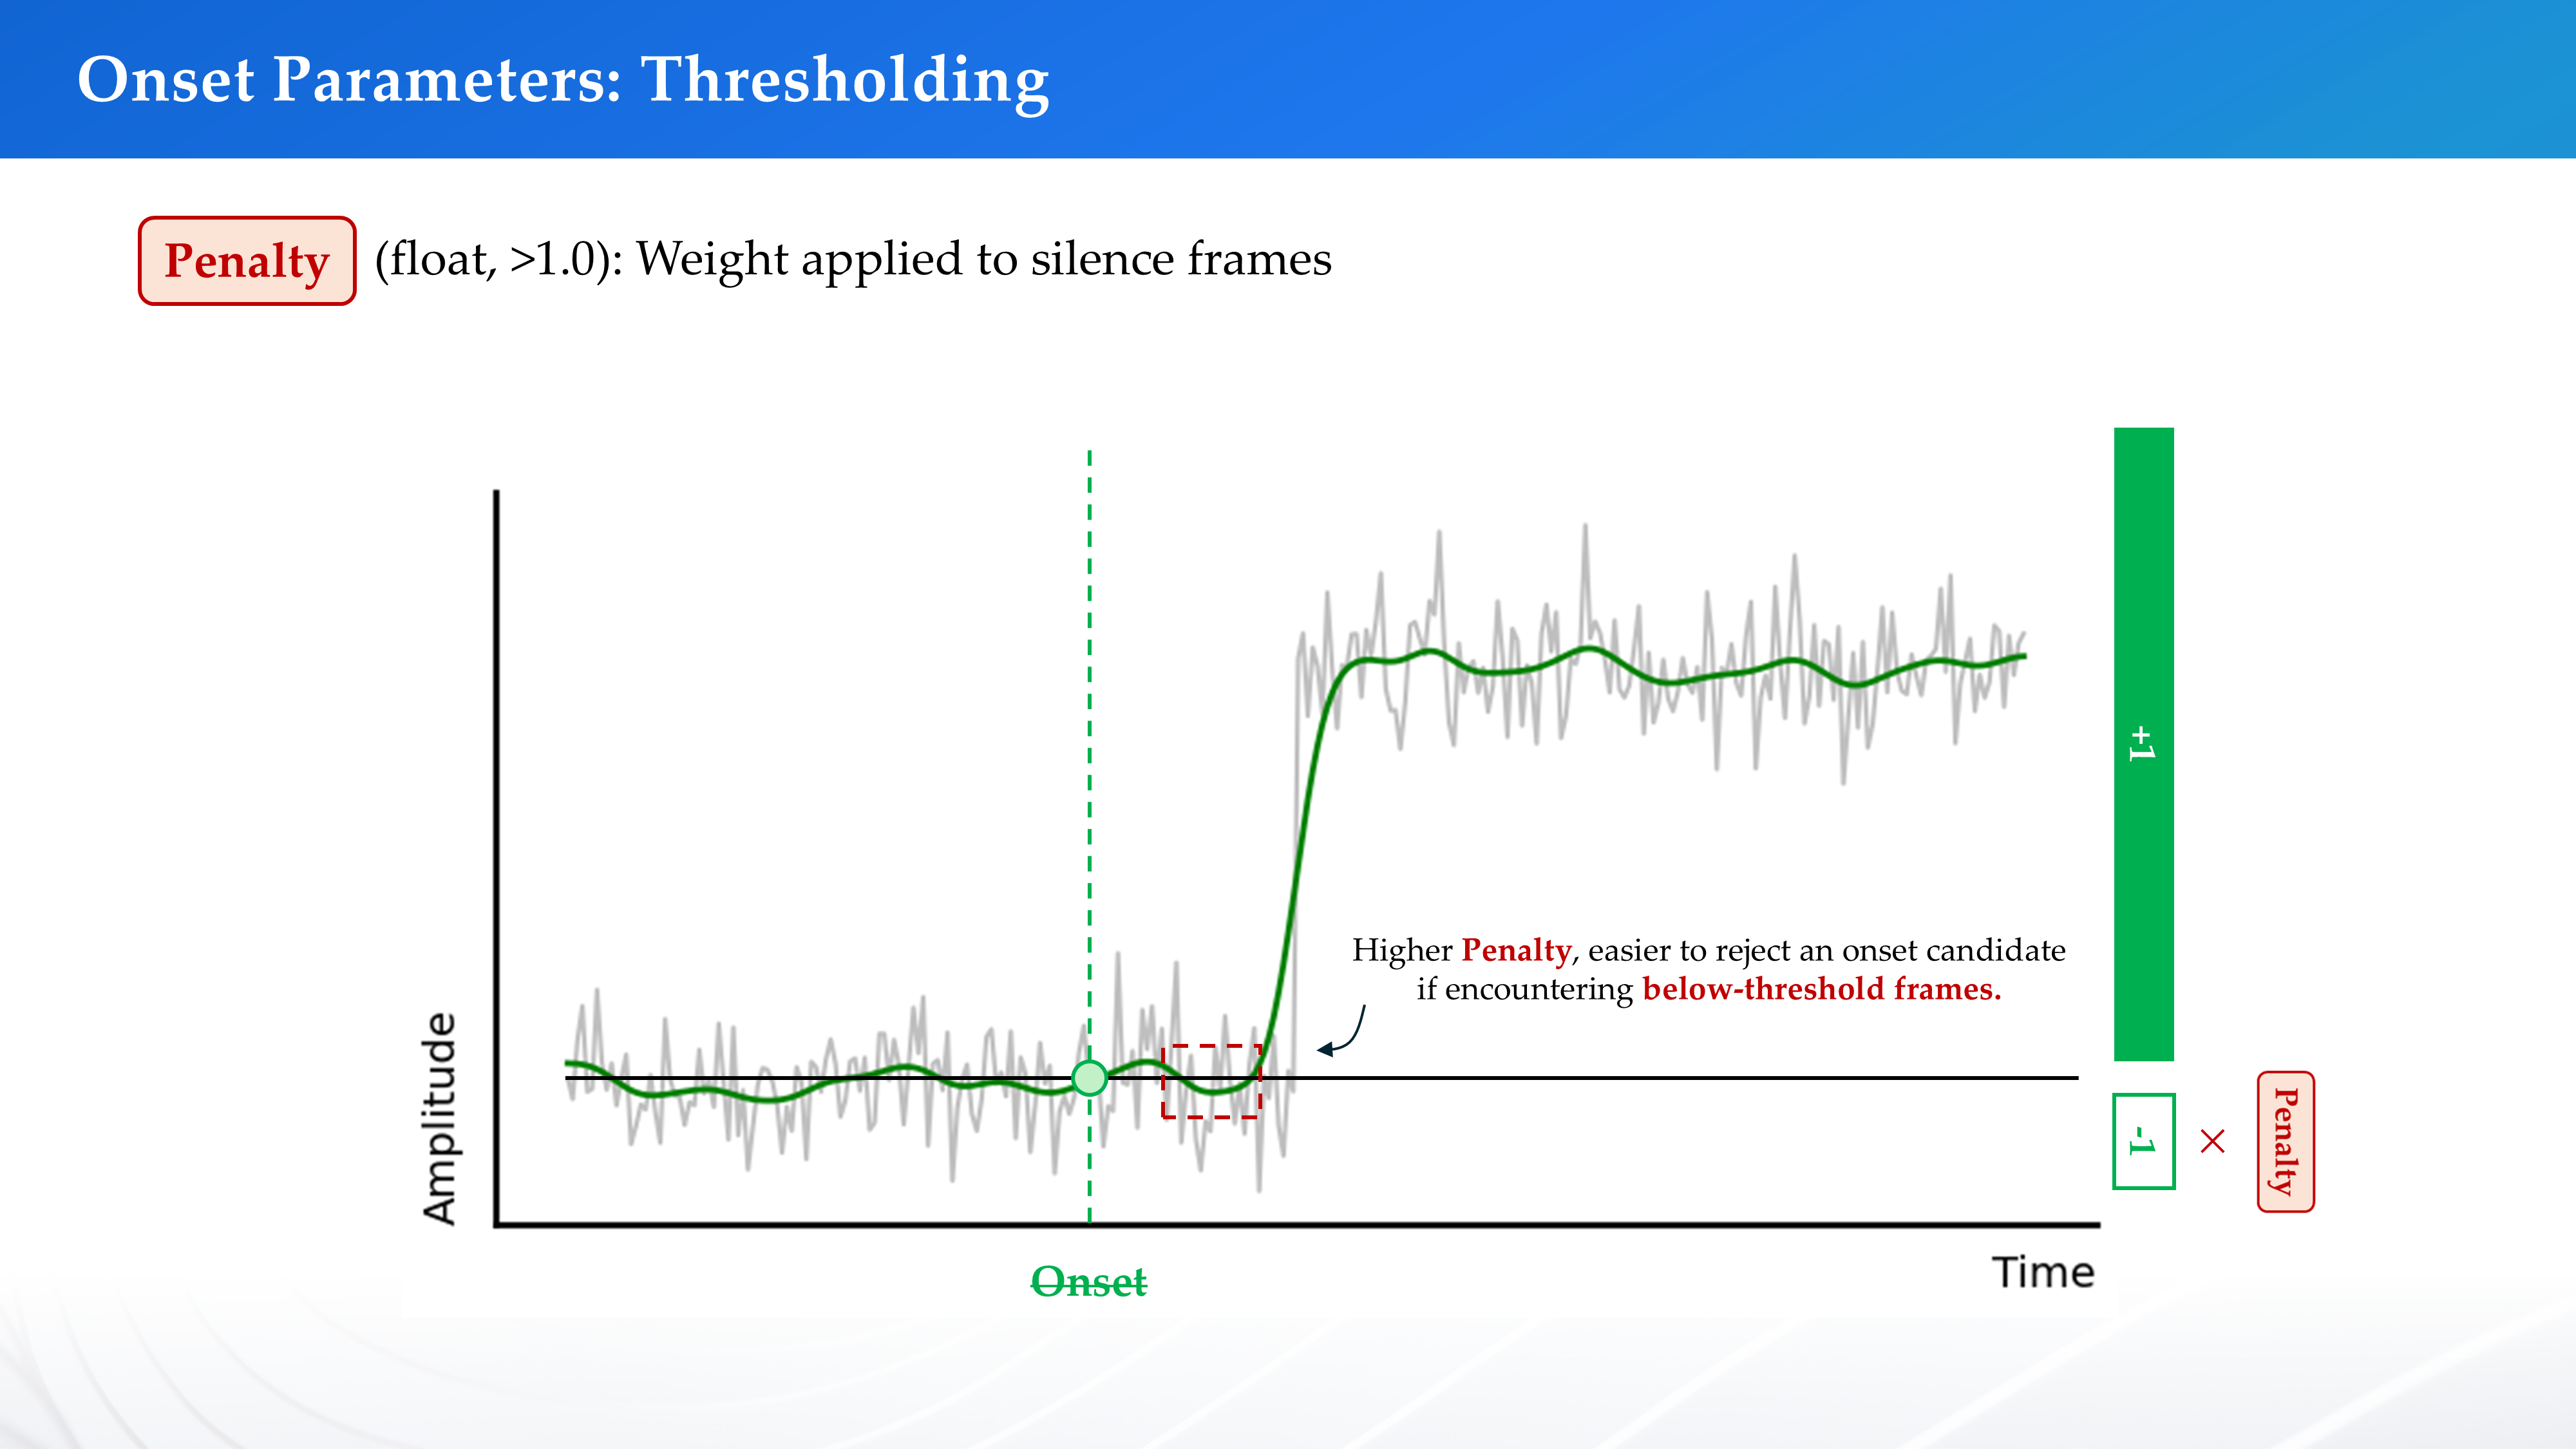 Onset Parameters: Thresholding
Penalty (float, >1.0): Weight applied to silence frames
+1
Higher Penalty, easier to reject an onset candidate
if encountering below-threshold frames.
Amplitude
-1 × Penalty
Time
Onset